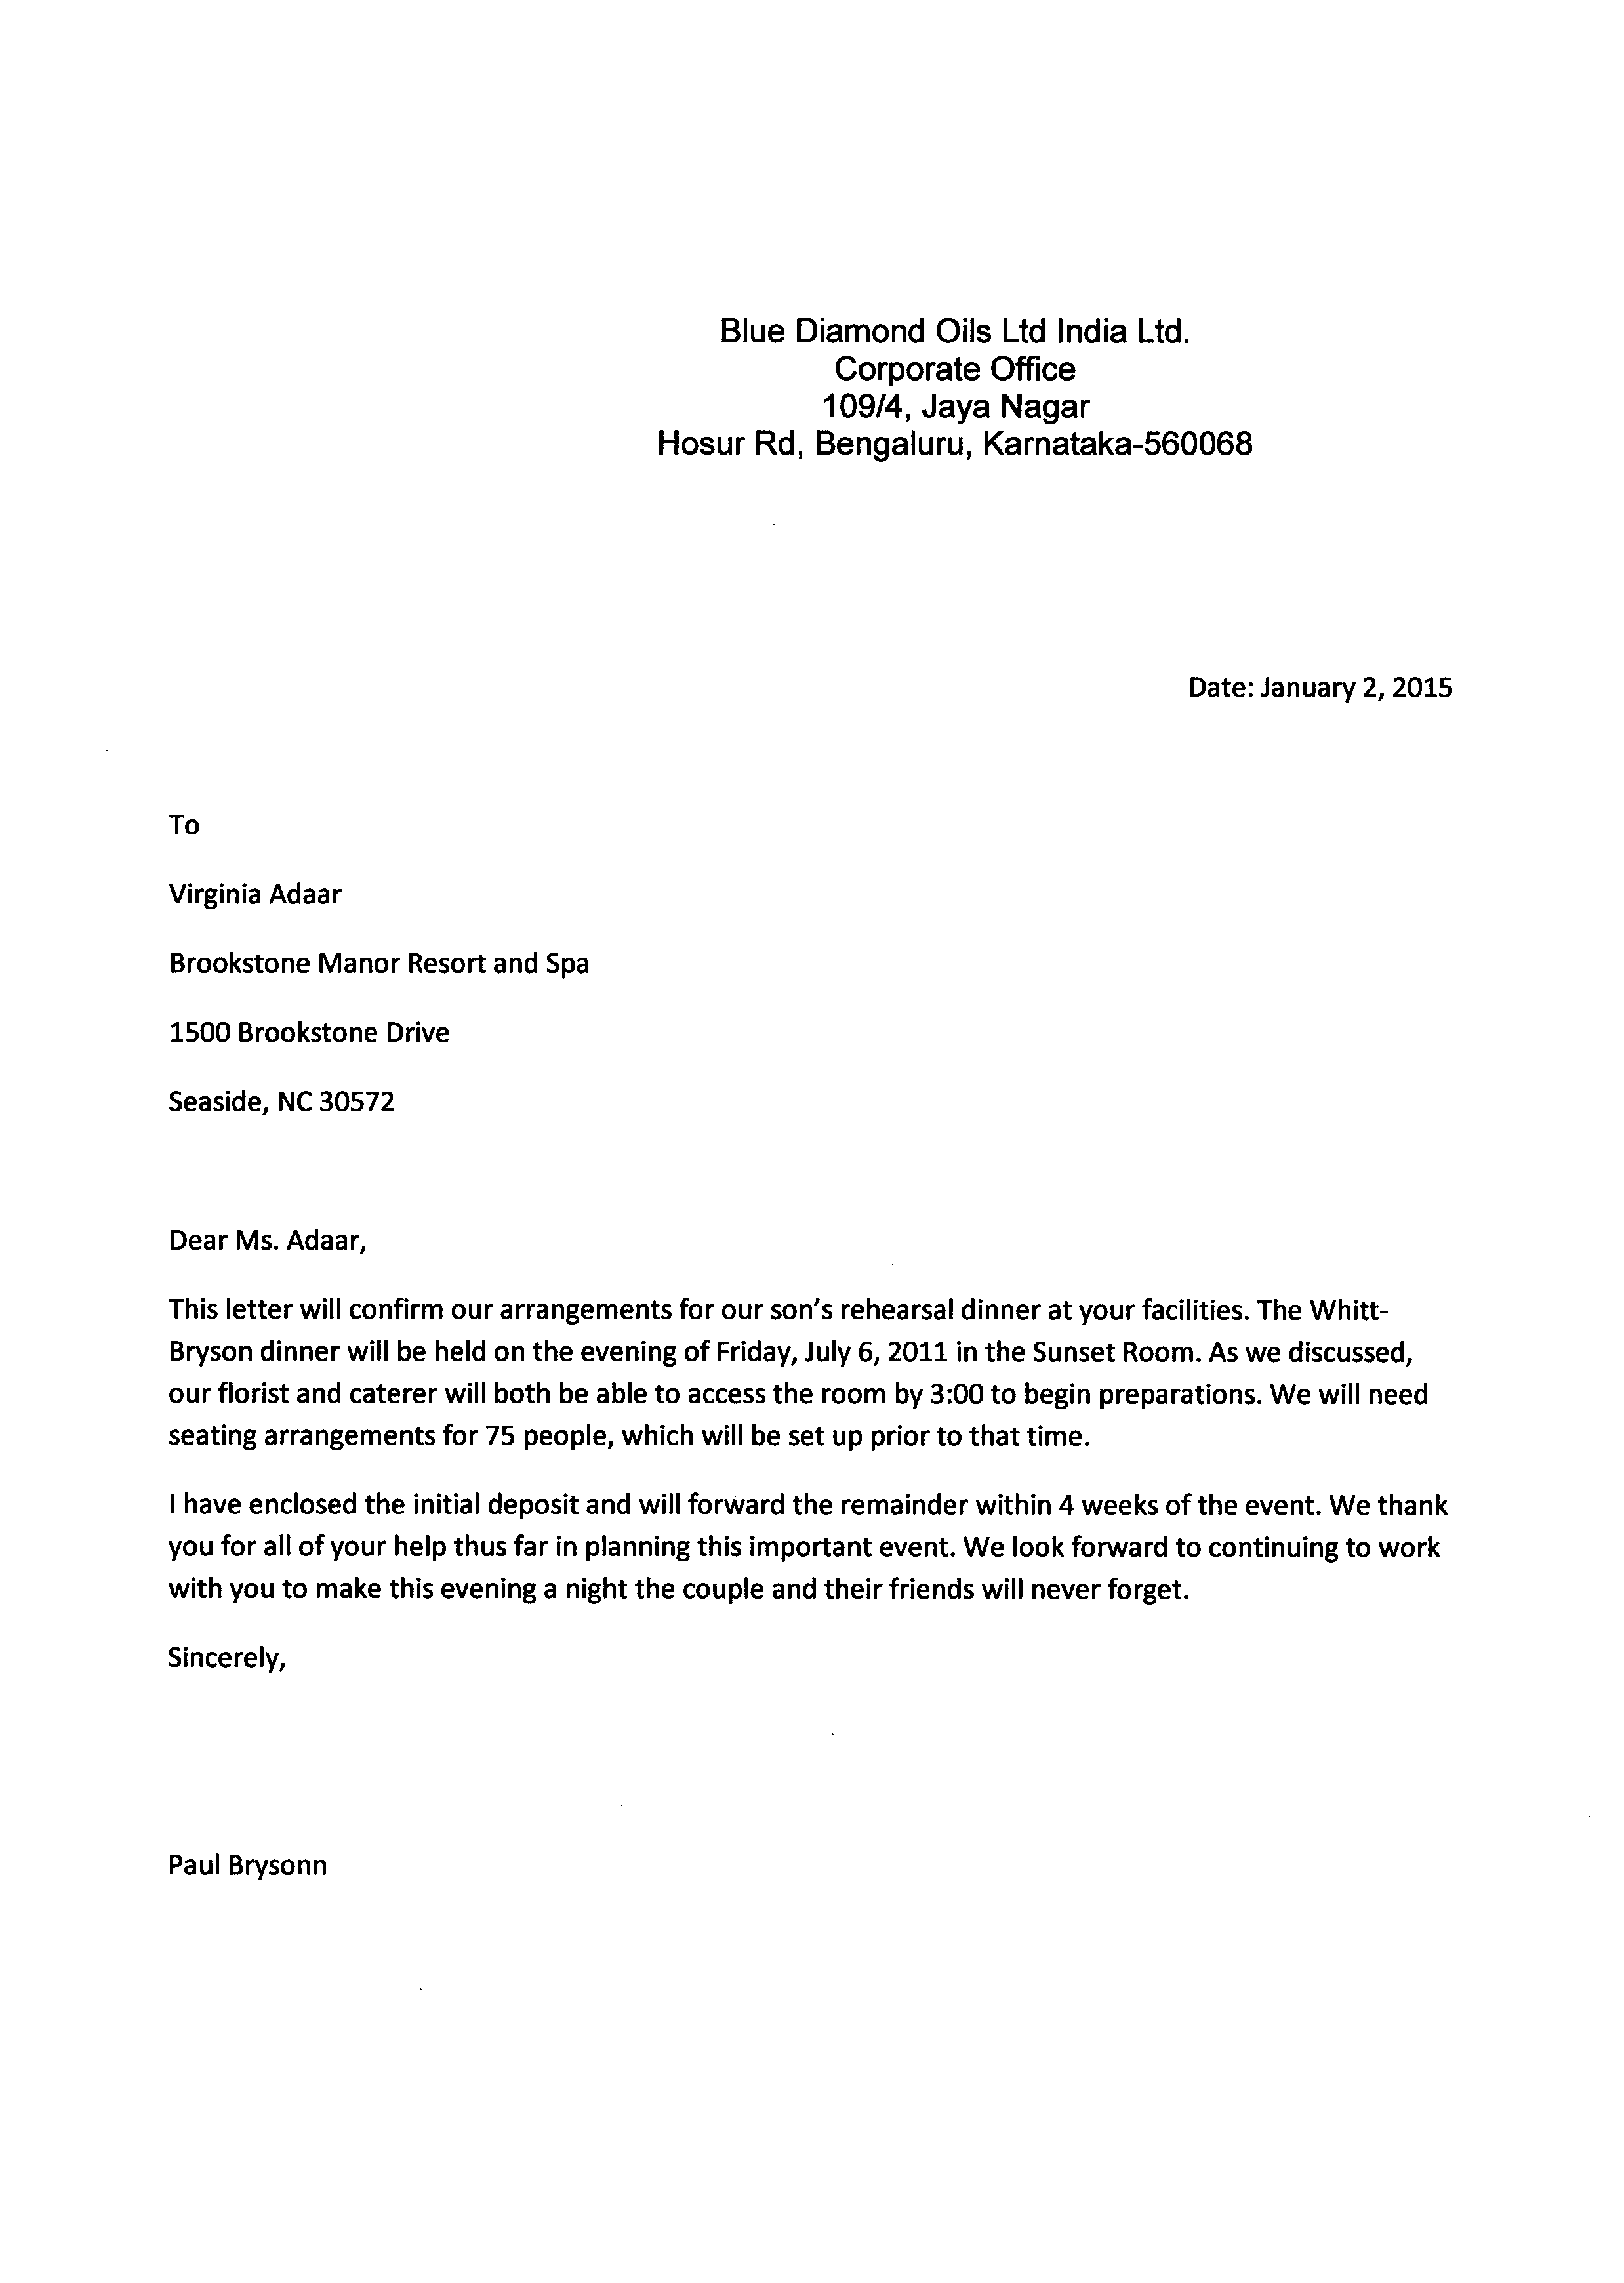 Blue Diamond Oils Ltd India Ltd.
Corporate Office
109/4, Jaya Nagar
Hosur Rd, Bengaluru, Karnataka-560068
Date: January 2, 2015
To
Virginia Adaar
Brookstone Manor Resort and Spa
1500 Brookstone Drive
Seaside, NC 30572
Dear Ms. Adaar,
This letter will confirm our arrangements for our son's rehearsal dinner at your facilities. The Whitt-
Bryson dinner will be held on the evening of Friday, July 6, 2011 in the Sunset Room. As we discussed,
our florist and caterer will both be able to access the room by 3:00 to begin preparations. We will need
seating arrangements for 75 people, which will be set up prior to that time.
I have enclosed the initial deposit and will forward the remainder within 4 weeks of the event. We thank
you for all of your help thus far in planning this important event. We look forward to continuing to work
with you to make this evening a night the couple and their friends will never forget.
Sincerely,
Paul Brysonn